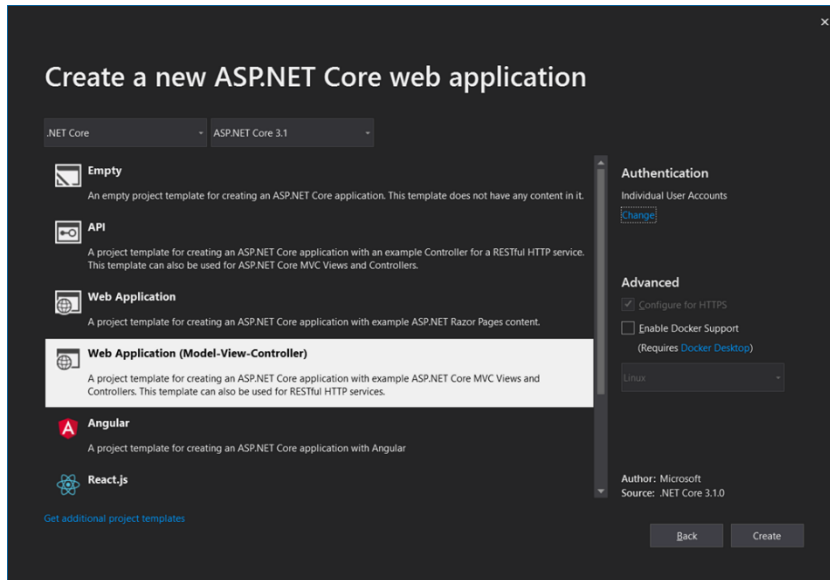 Create a new ASP.NET Core web application
.NET Core
ASP.NET Core 3.1
Empty
An empty project template for creating an ASP.NET Core application. This template does not have any content in it.
API
A project template for creating an ASP.NET Core application with an example Controller for a RESTful HTTP service.
This template can also be used for ASP.NET Core MVC Views and Controllers.
Web Application
A project template for creating an ASP.NET Core application with example ASP.NET Razor Pages content.
Web Application (Model-View-Controller)
A project template for creating an ASP.NET Core application with example ASP.NET Core MVC Views and
Controllers. This template can also be used for RESTful HTTP services.
Angular
A project template for creating an ASP.NET Core application with Angular
React.js
Get additional project templates
Authentication
Individual User Accounts
Change
Advanced
Configure for HTTPS
Enable Docker Support
(Requires Docker Desktop)
Linux
Author: Microsoft
Source: .NET Core 3.1.0
Back
Create